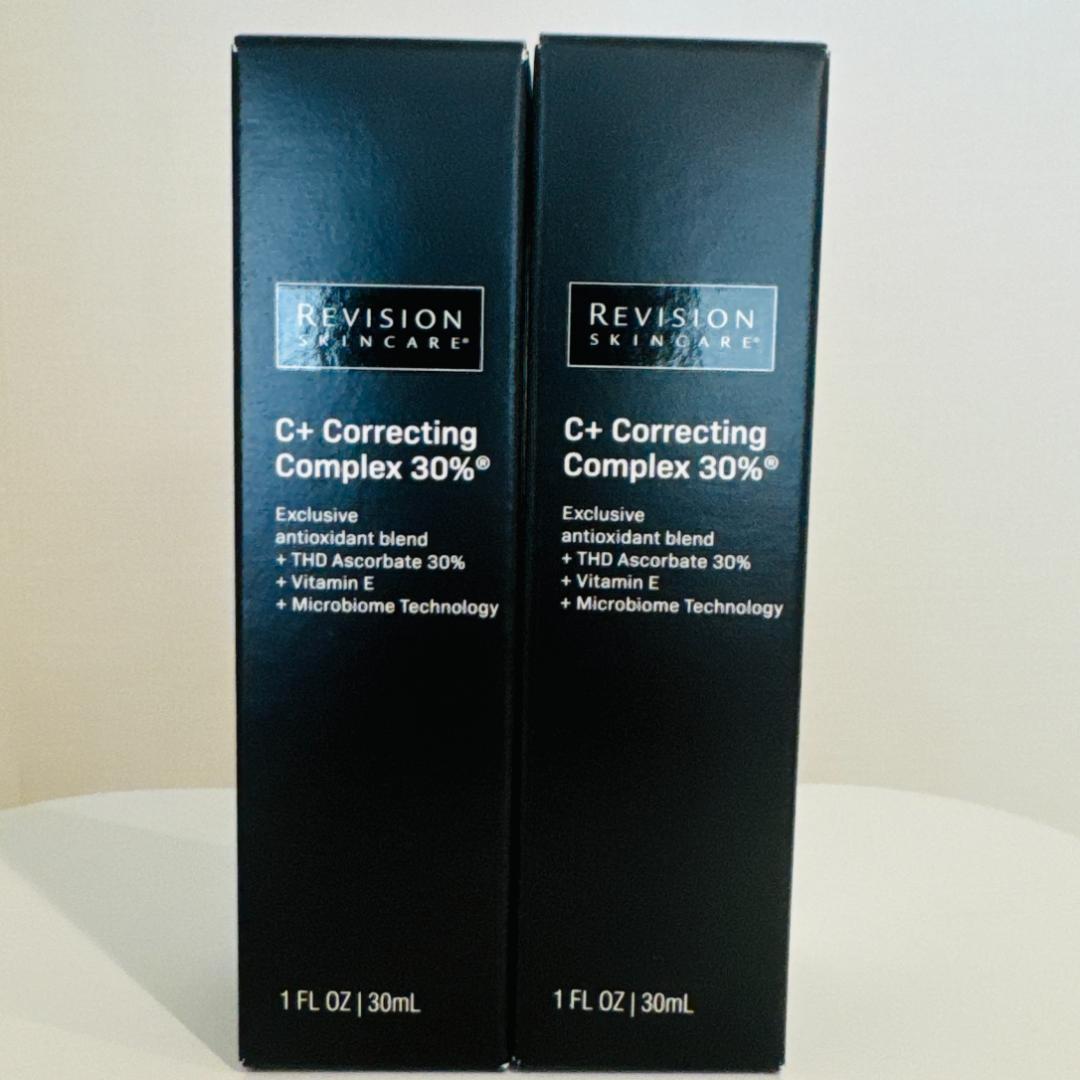 REVISION
SKINCARE®
C+ Correcting
Complex 30%®
Exclusive
antioxidant blend
+ THD Ascorbate 30%
+ Vitamin E
+ Microbiome Technology
1 FL OZ | 30mL
REVISION
SKINCARE®
C+ Correcting
Complex 30%®
Exclusive
antioxidant blend
+ THD Ascorbate 30%
+ Vitamin E
+ Microbiome Technology
1 FL OZ | 30mL